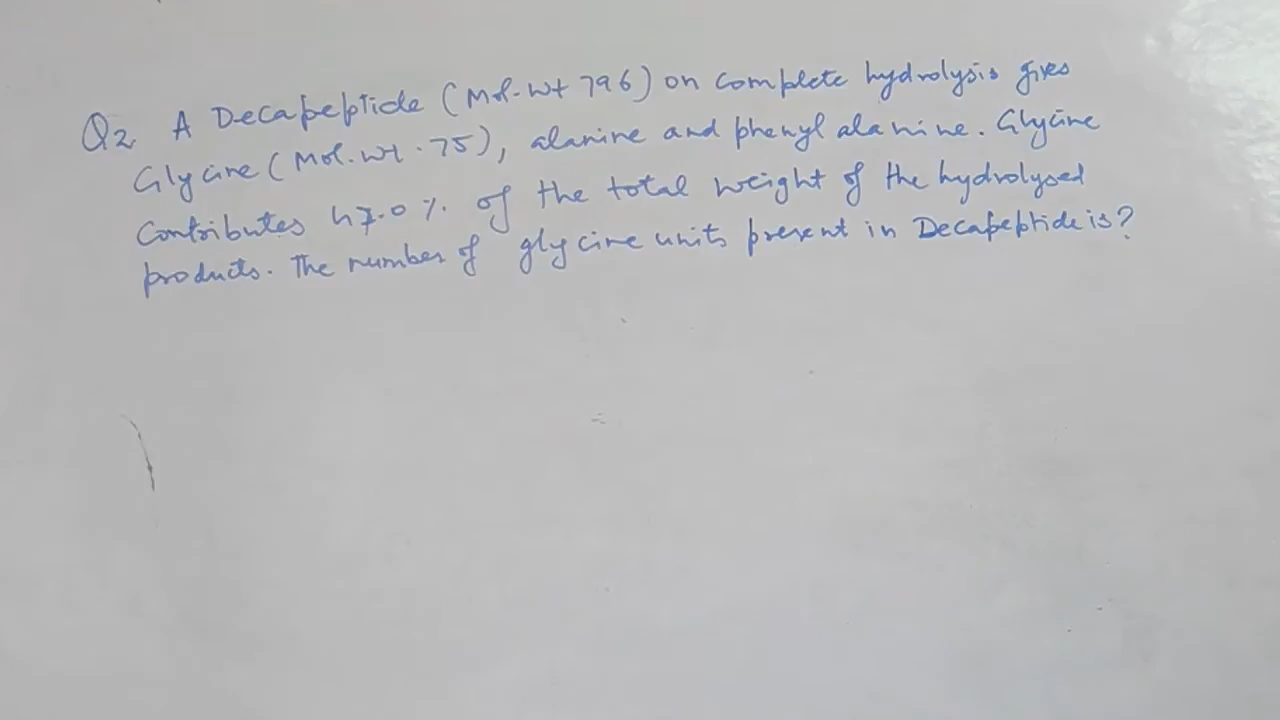 Q2. A Decapeptide (Mol. wt 796) on complete hydrolysis gives
Glycine (Mol. wt. 75), alanine and phenyl alanine. Glycine
Contributes 47.0 %. of the total weight of the hydrolysed
products. The number of glycine units present in Decapeptide is?